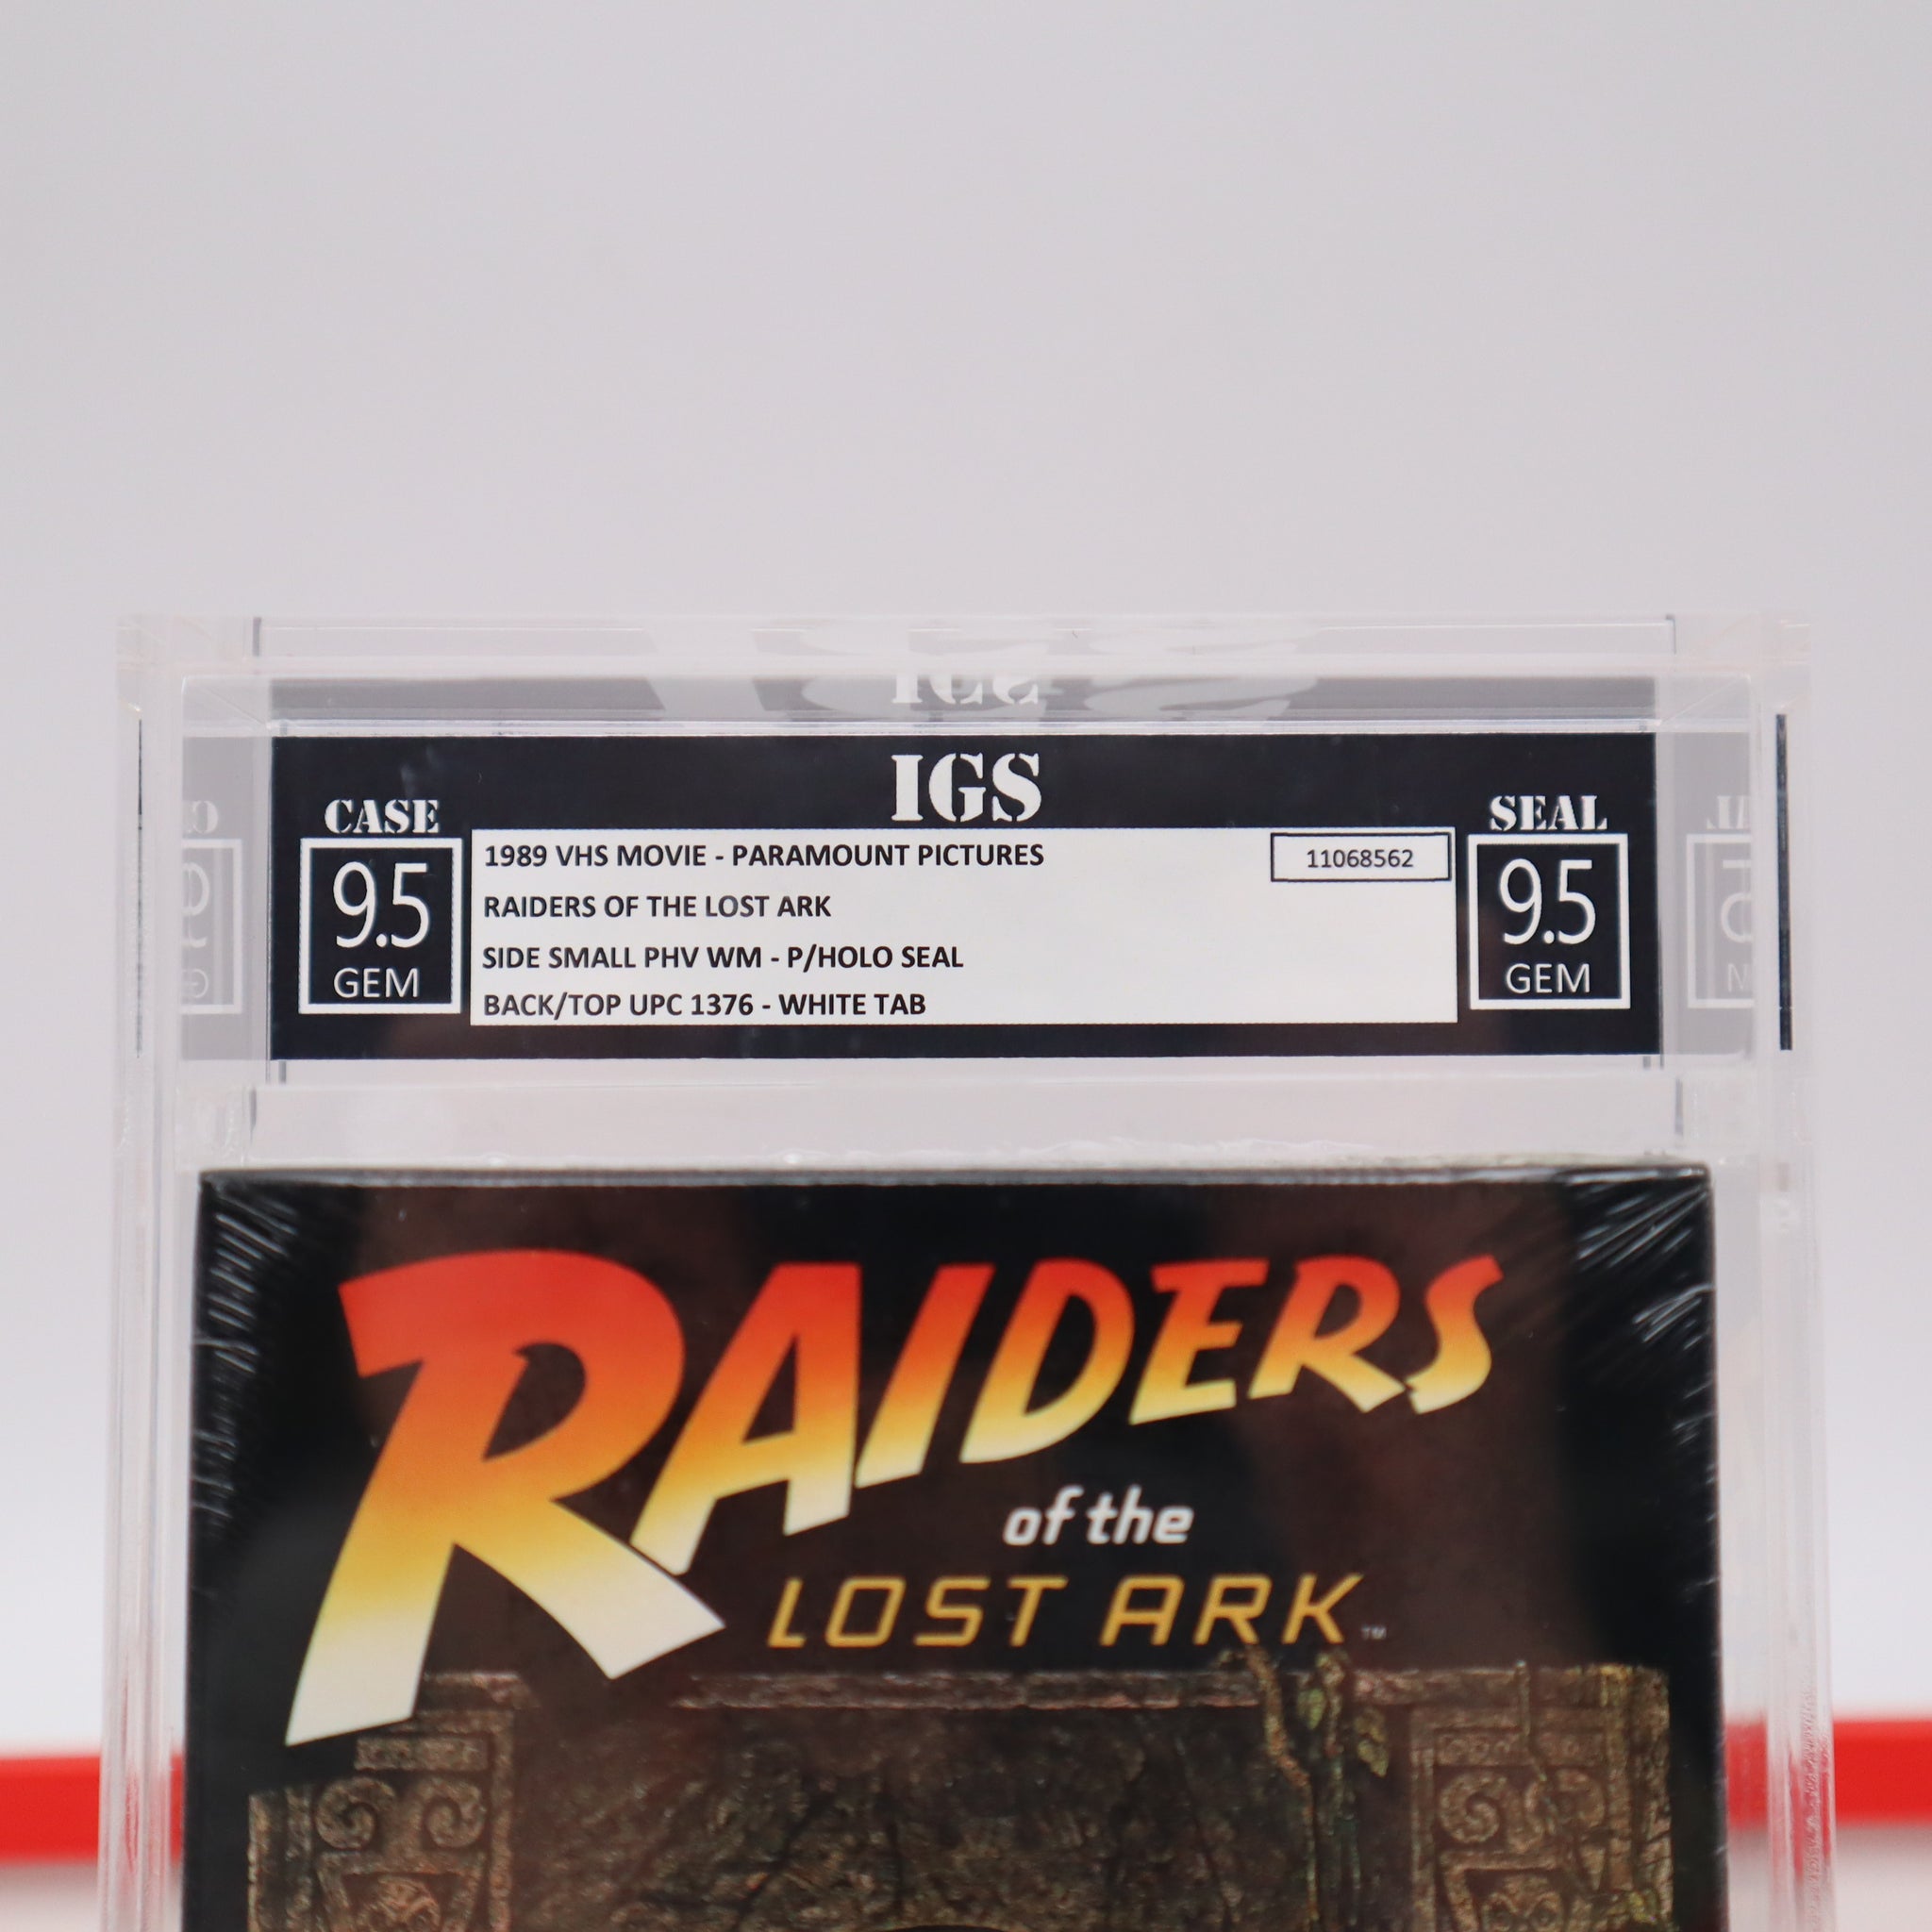 IGS
CASE
9.5
GEM
1989 VHS MOVIE - PARAMOUNT PICTURES
11068562
RAIDERS OF THE LOST ARK
SIDE SMALL PHV WM - P/HOLO SEAL
BACK/TOP UPC 1376 - WHITE TAB
SEAL
9.5
GEM
RAIDERS
of the
LOST ARK™